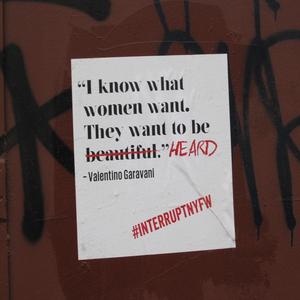 “I know what
women want.
They want to be
beautiful.” HEARD
– Valentino Garavani
#INTERRUPTNYFW